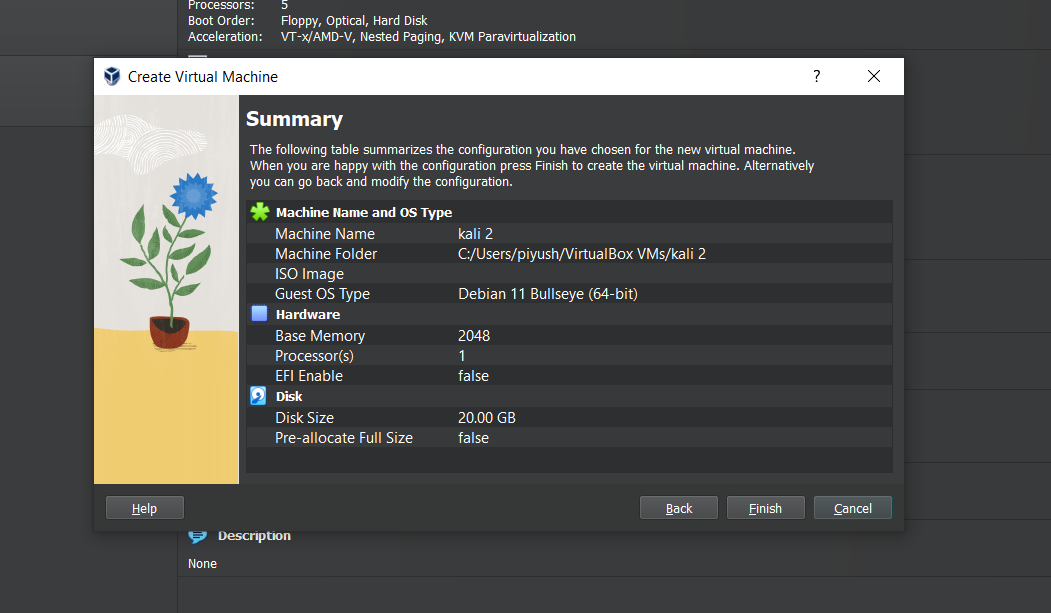 Processors: 5
Boot Order: Floppy, Optical, Hard Disk
Acceleration: VT-x/AMD-V, Nested Paging, KVM Paravirtualization
Create Virtual Machine ?
Summary
The following table summarizes the configuration you have chosen for the new virtual machine.
When you are happy with the configuration press Finish to create the virtual machine. Alternatively
you can go back and modify the configuration.
Machine Name and OS Type
Machine Name kali 2
Machine Folder C:/Users/piyush/VirtualBox VMs/kali 2
ISO Image
Guest OS Type Debian 11 Bullseye (64-bit)
Hardware
Base Memory 2048
Processor(s) 1
EFI Enable false
Disk
Disk Size 20.00 GB
Pre-allocate Full Size false
Help Back Finish Cancel
Description
None